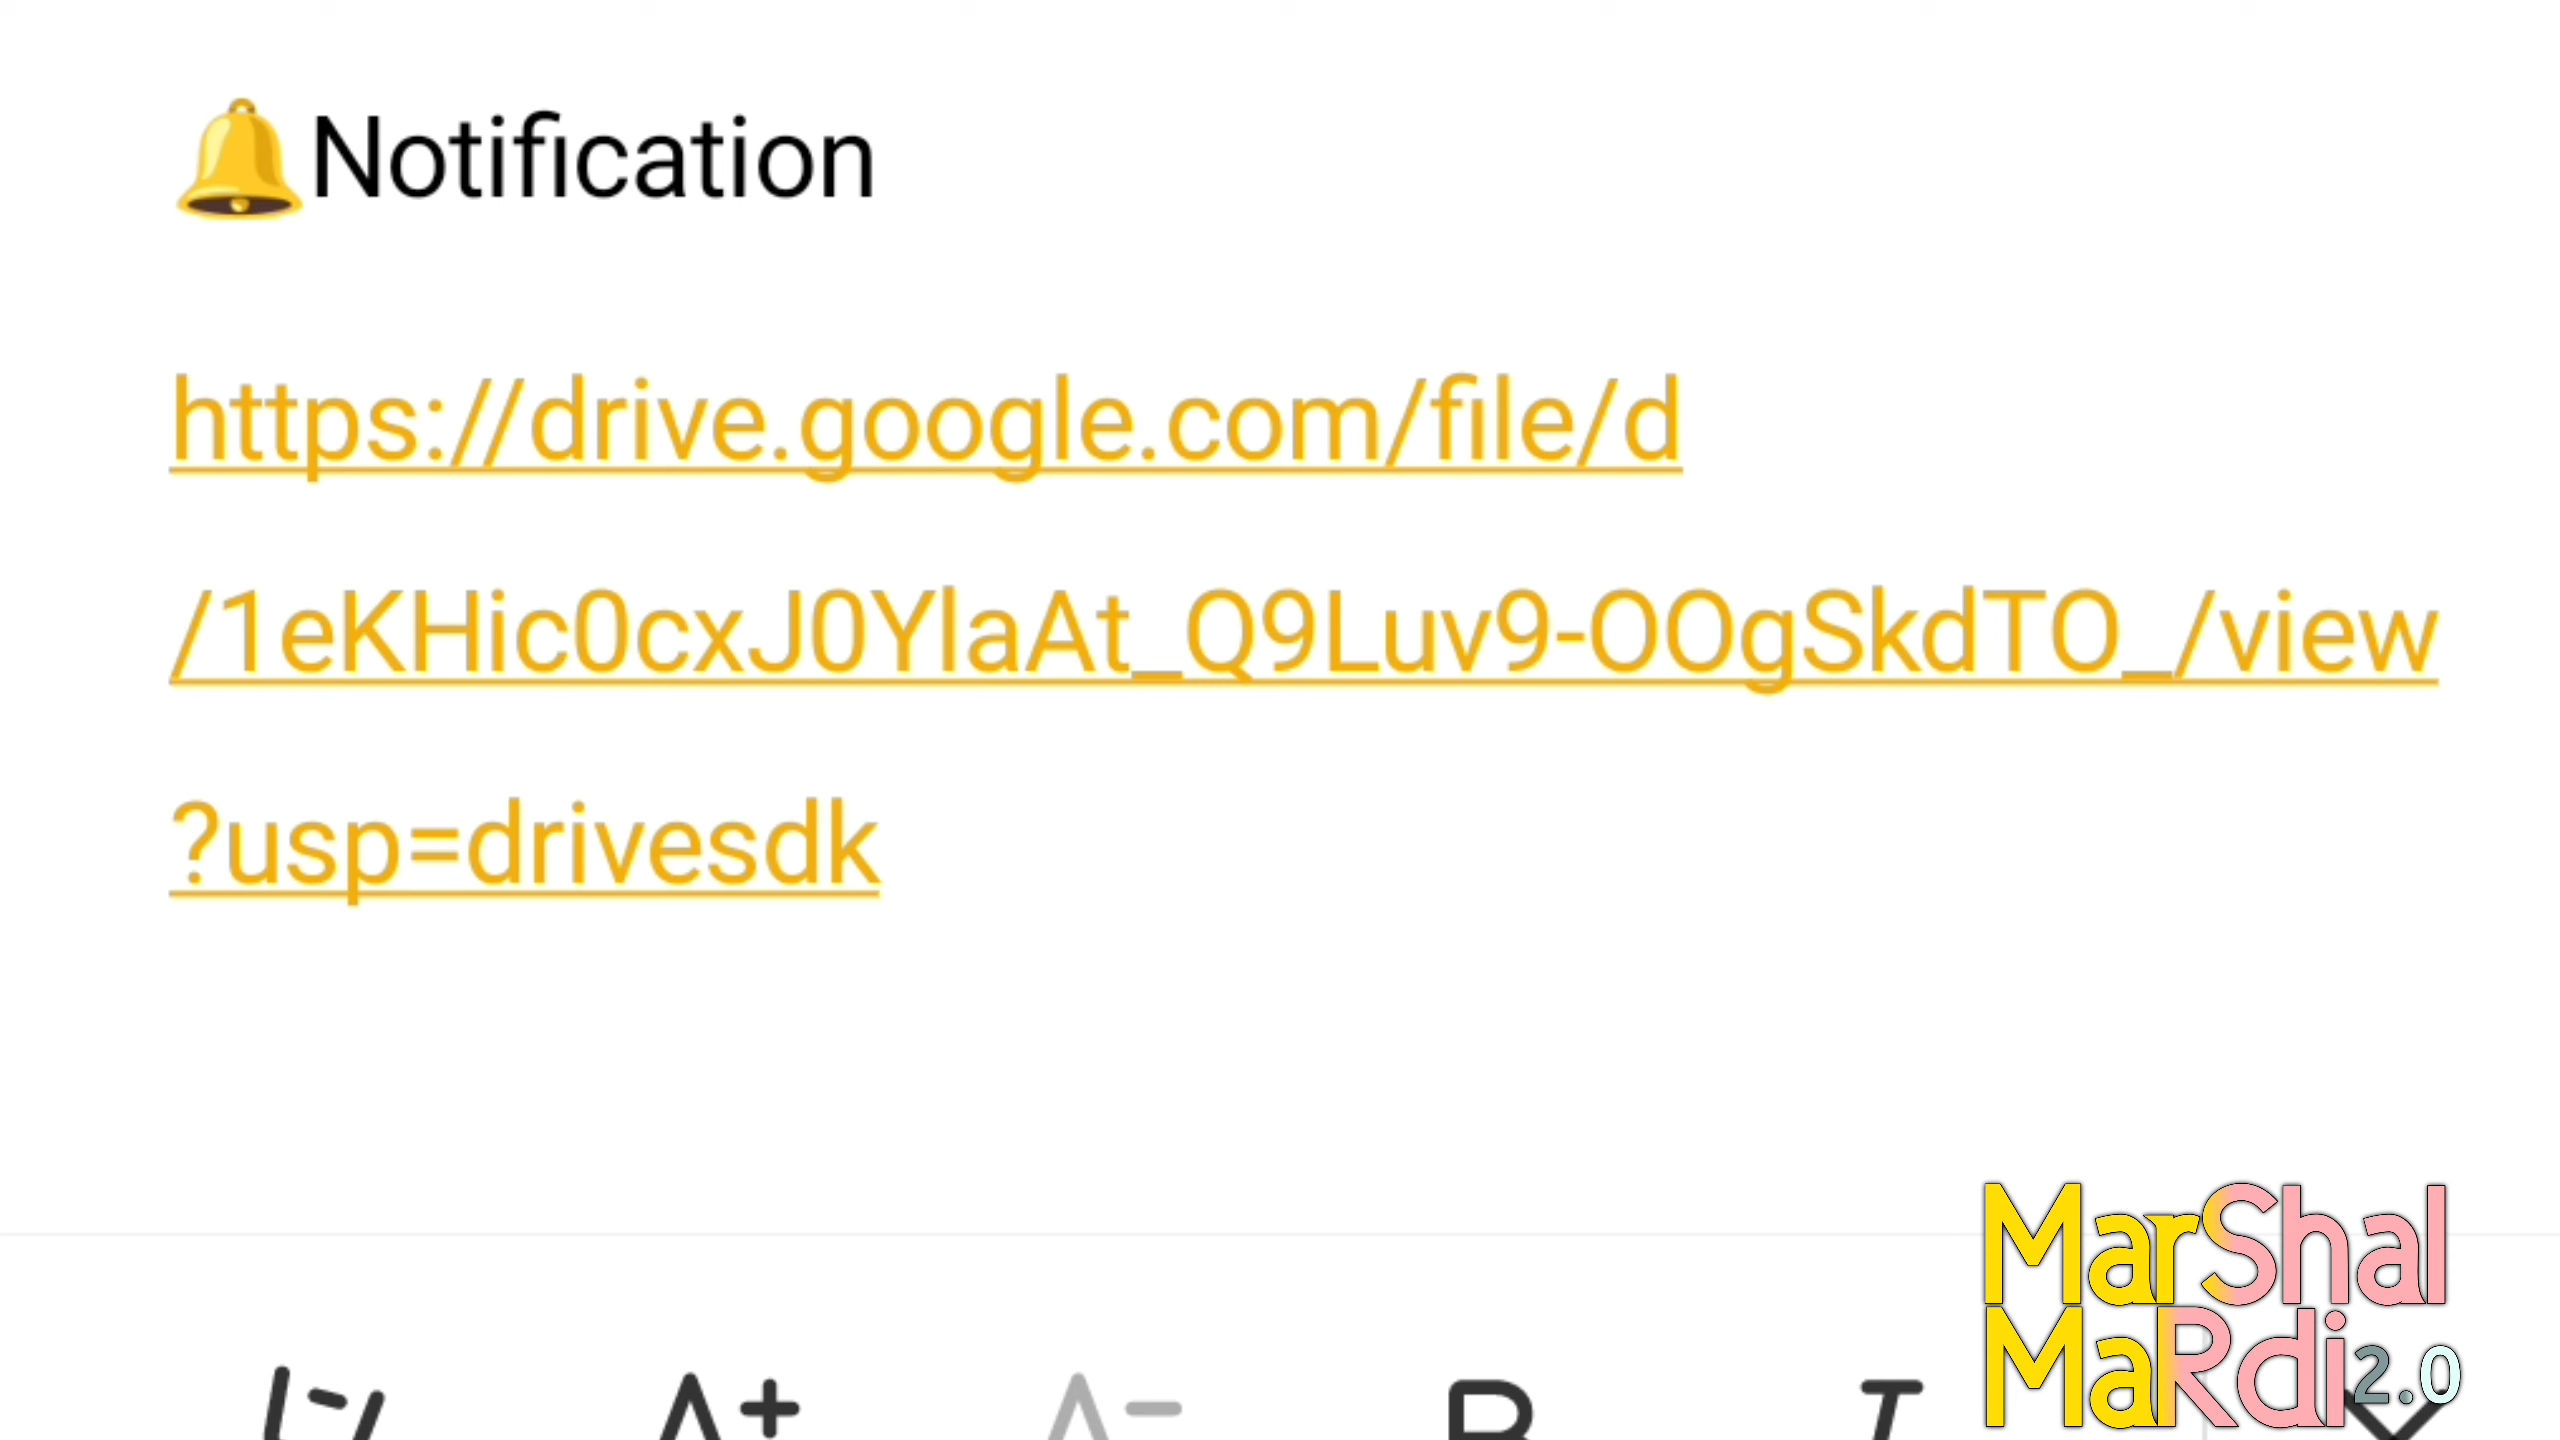 🔔Notification
https://drive.google.com/file/d
/1eKHic0cxJ0YlaAt_Q9Luv9-OOgSkdTO_/view
?usp=drivesdk
A+ A- B I
MarShal
MaRdi2.0